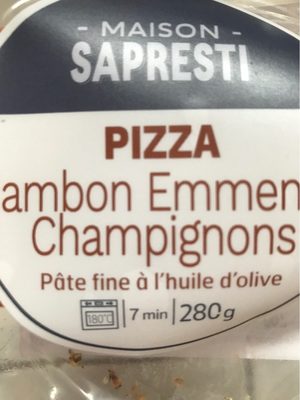 - MAISON -
SAPRESTI
PIZZA
ambon Emmen
Champignons
Pâte fine à l'huile d'olive
180°C 7 min 280g